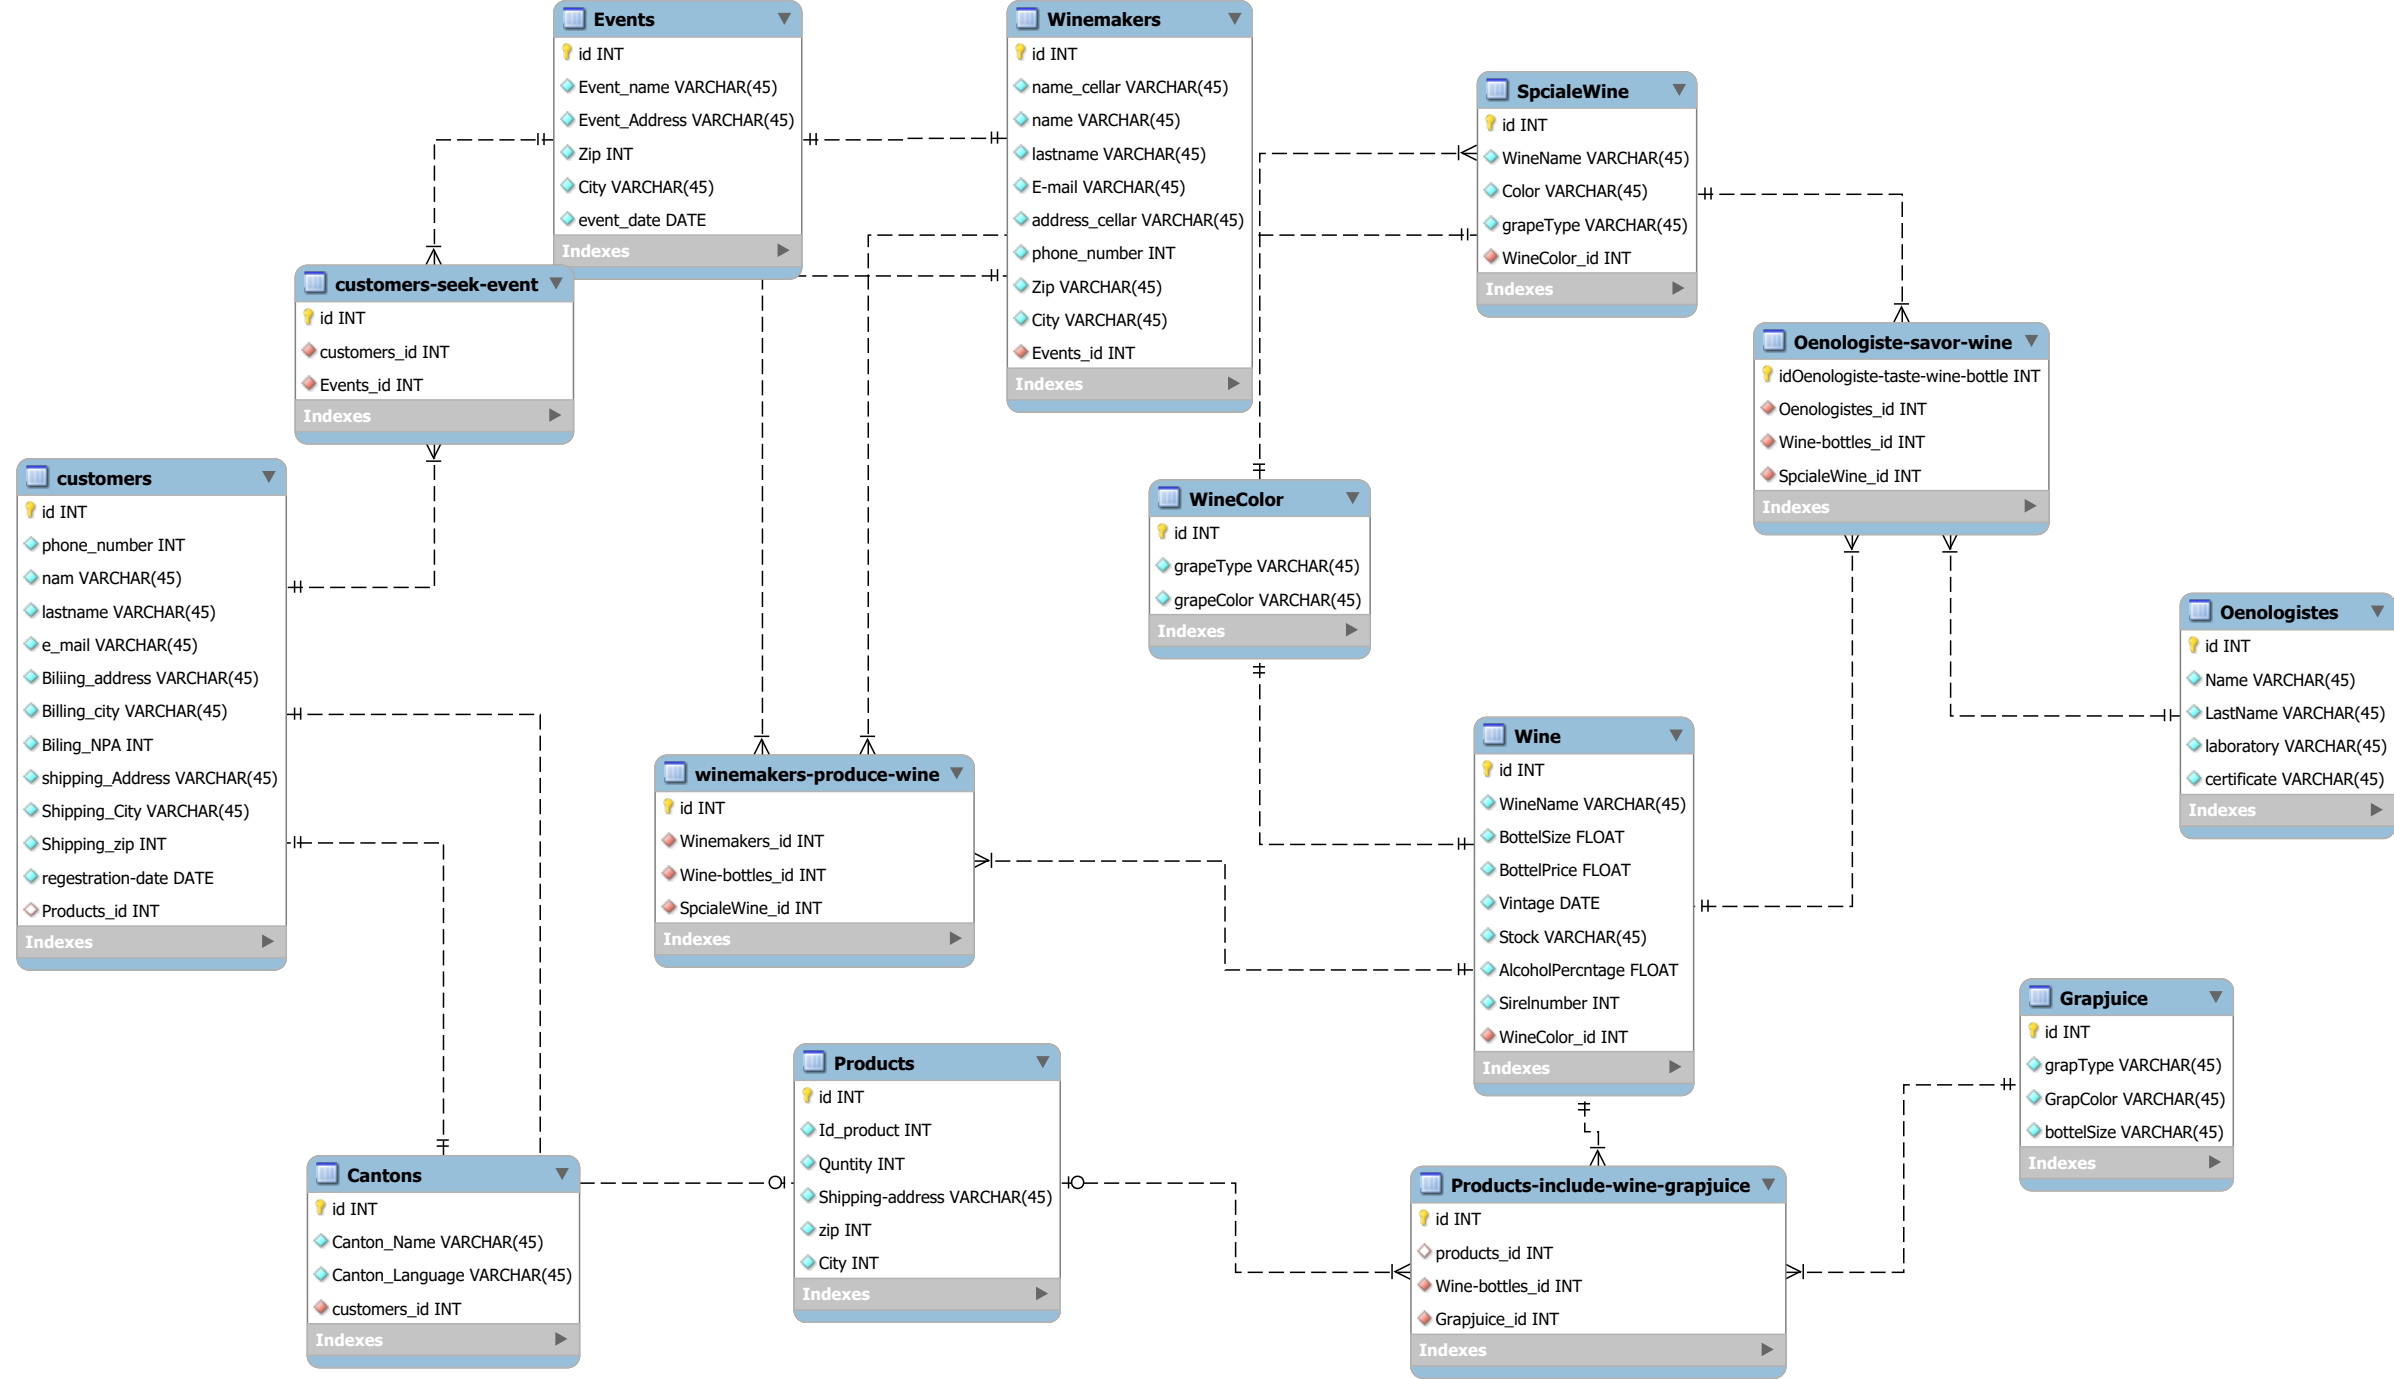 Events
id INT
Event_name VARCHAR(45)
Event_Address VARCHAR(45)
Zip INT
City VARCHAR(45)
event_date DATE
Indexes
Winemakers
id INT
name_cellar VARCHAR(45)
name VARCHAR(45)
lastname VARCHAR(45)
E-mail VARCHAR(45)
address_cellar VARCHAR(45)
phone_number INT
Zip VARCHAR(45)
City VARCHAR(45)
Events_id INT
Indexes
SpcialeWine
id INT
WineName VARCHAR(45)
Color VARCHAR(45)
grapeType VARCHAR(45)
WineColor_id INT
Indexes
customers-seek-event
id INT
customers_id INT
Events_id INT
Indexes
Oenologiste-savor-wine
idOenologiste-taste-wine-bottle INT
Oenologistes_id INT
Wine-bottles_id INT
SpcialeWine_id INT
Indexes
customers
id INT
phone_number INT
nam VARCHAR(45)
lastname VARCHAR(45)
e_mail VARCHAR(45)
Biliing_address VARCHAR(45)
Billing_city VARCHAR(45)
Biling_NPA INT
shipping_Address VARCHAR(45)
Shipping_City VARCHAR(45)
Shipping_zip INT
regestration-date DATE
Products_id INT
Indexes
WineColor
id INT
grapeType VARCHAR(45)
grapeColor VARCHAR(45)
Indexes
Oenologistes
id INT
Name VARCHAR(45)
LastName VARCHAR(45)
laboratory VARCHAR(45)
certificate VARCHAR(45)
Indexes
winemakers-produce-wine
id INT
Winemakers_id INT
Wine-bottles_id INT
SpcialeWine_id INT
Indexes
Wine
id INT
WineName VARCHAR(45)
BottelSize FLOAT
BottelPrice FLOAT
Vintage DATE
Stock VARCHAR(45)
AlcoholPercntage FLOAT
Sirelnumber INT
WineColor_id INT
Indexes
Grapjuice
id INT
grapType VARCHAR(45)
GrapColor VARCHAR(45)
bottelSize VARCHAR(45)
Indexes
Products
id INT
Id_product INT
Quntity INT
Shipping-address VARCHAR(45)
zip INT
City INT
Indexes
Cantons
id INT
Canton_Name VARCHAR(45)
Canton_Language VARCHAR(45)
customers_id INT
Indexes
Products-include-wine-grapjuice
id INT
products_id INT
Wine-bottles_id INT
Grapjuice_id INT
Indexes